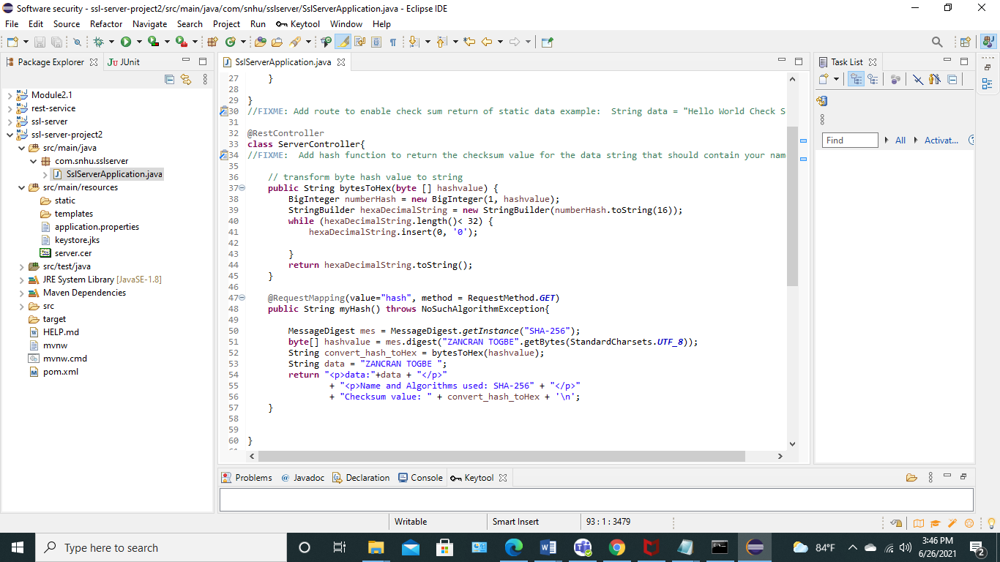 Software security - ssl-server-project2/src/main/java/com/snhu/sslserver/SslServerApplication.java - Eclipse IDE
File Edit Source Refactor Navigate Search Project Run Keytool Window Help
Package Explorer
JUnit
Module2.1
rest-service
ssl-server
ssl-server-project2
src/main/java
com.snhu.sslserver
SslServerApplication.java
src/main/resources
static
templates
application.properties
keystore.jks
server.cer
src/test/java
JRE System Library [JavaSE-1.8]
Maven Dependencies
src
target
HELP.md
mvnw
mvnw.cmd
pom.xml
SslServerApplication.java
27 }
28
29 }
30 //FIXME: Add route to enable check sum return of static data example:  String data = "Hello World Check S
31
32 @RestController
33 class ServerController{
34 //FIXME:  Add hash function to return the checksum value for the data string that should contain your nam
35
36 // transform byte hash value to string
37 public String bytesToHex(byte [] hashvalue) {
38 BigInteger numberHash = new BigInteger(1, hashvalue);
39 StringBuilder hexaDecimalString = new StringBuilder(numberHash.toString(16));
40 while (hexaDecimalString.length()< 32) {
41 hexaDecimalString.insert(0, '0');
42
43 }
44 return hexaDecimalString.toString();
45 }
46
47 @RequestMapping(value="hash", method = RequestMethod.GET)
48 public String myHash() throws NoSuchAlgorithmException{
49
50 MessageDigest mes = MessageDigest.getInstance("SHA-256");
51 byte[] hashvalue = mes.digest("ZANCRAN TOGBE".getBytes(StandardCharsets.UTF_8));
52 String convert_hash_toHex = bytesToHex(hashvalue);
53 String data = "ZANCRAN TOGBE ";
54 return "<p>data:"+data + "</p>"
55 + "<p>Name and Algorithms used: SHA-256" + "</p>"
56 + "Checksum value: " + convert_hash_toHex + '\n';
57 }
58
59
60 }
Task List
Find
All
Activat...
Problems
@ Javadoc
Declaration
Console
Keytool
Writable
Smart Insert
93 : 1 : 3479
Type here to search
84°F
3:46 PM
6/26/2021
2